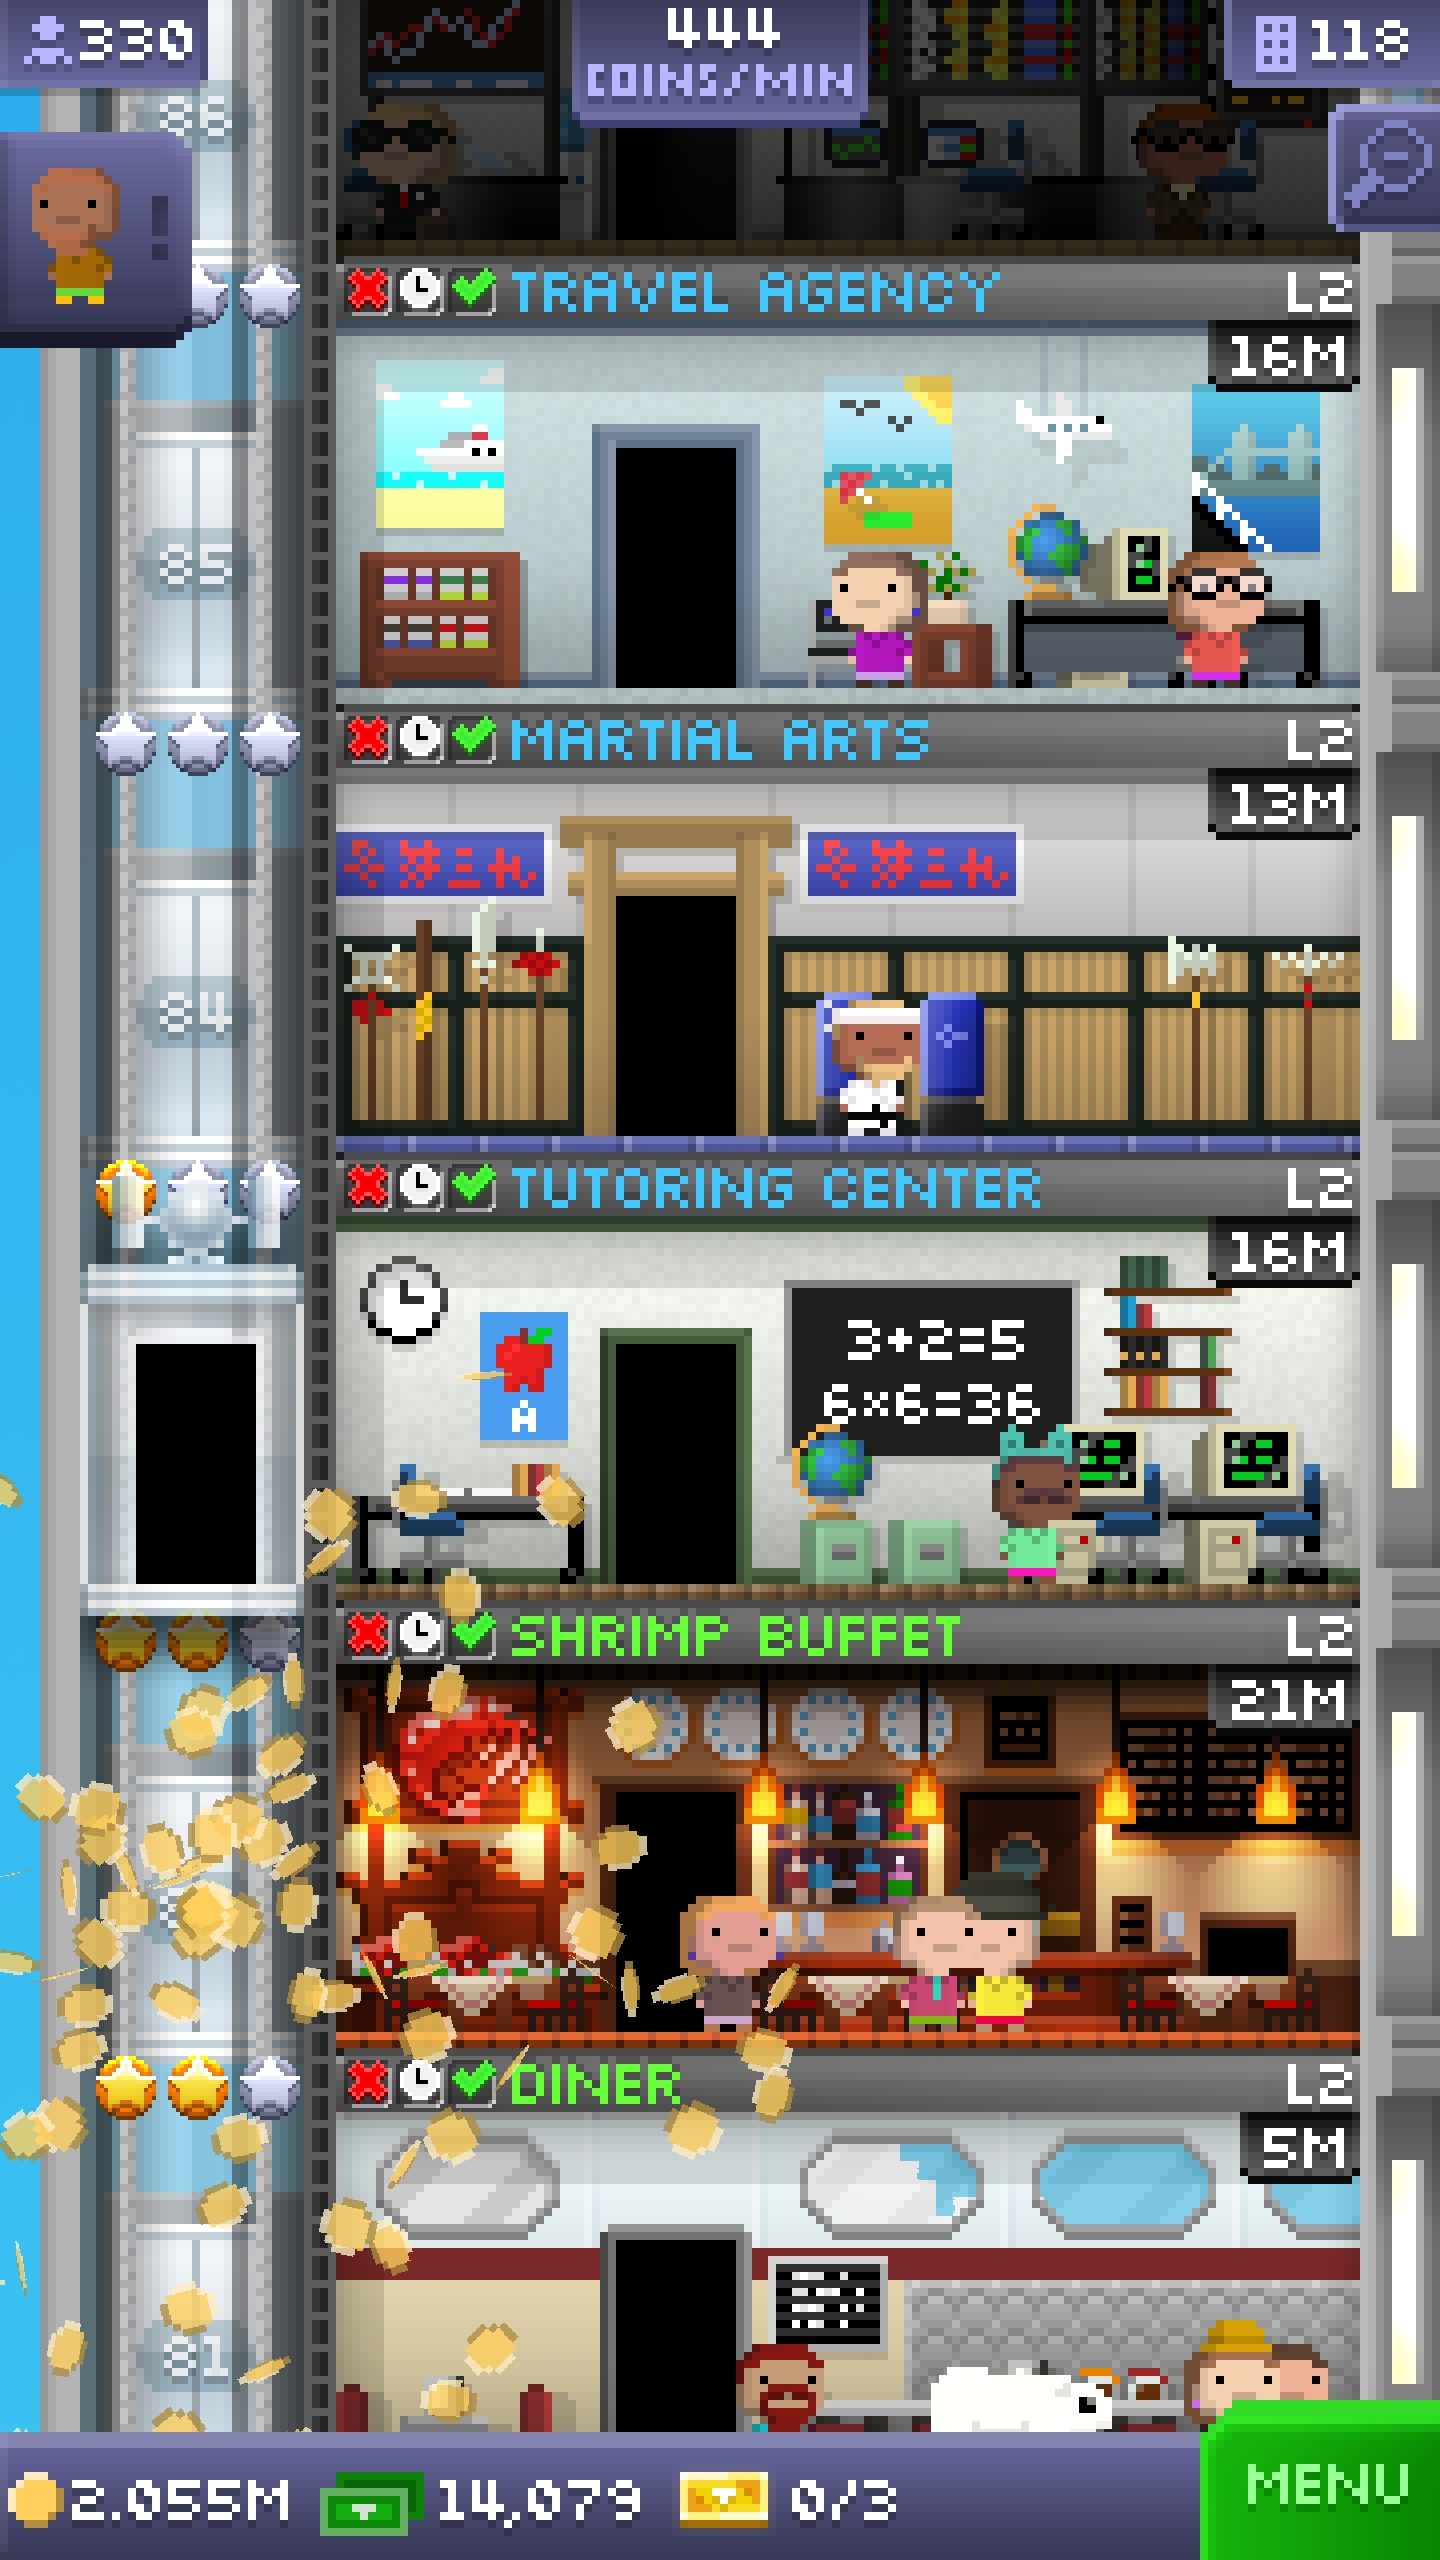 330
444
COINS/MIN
118
86
TRAVEL AGENCY
L2
16M
85
MARTIAL ARTS
L2
13M
84
TUTORING CENTER
L2
16M
3+2=5
6×6=36
A
SHRIMP BUFFET
L2
21M
DINER
L2
5M
81
2.055M
14,079
0/3
MENU